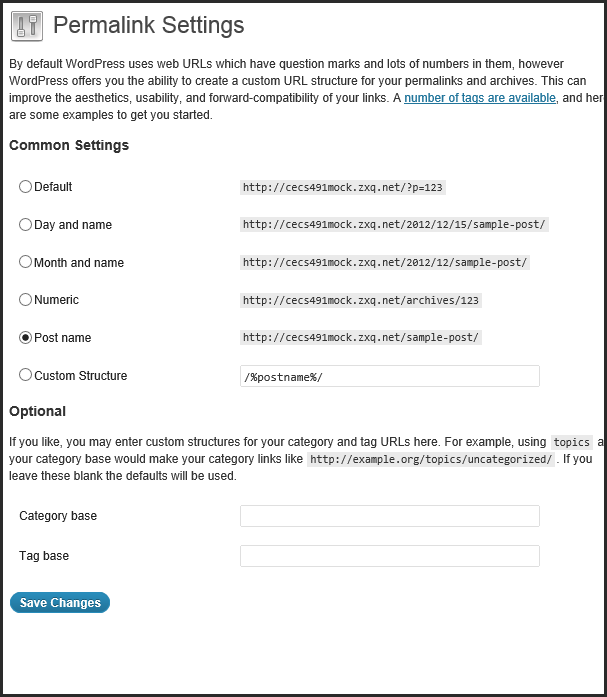 Permalink Settings
By default WordPress uses web URLs which have question marks and lots of numbers in them, however
WordPress offers you the ability to create a custom URL structure for your permalinks and archives. This can
improve the aesthetics, usability, and forward-compatibility of your links. A number of tags are available, and her
are some examples to get you started.
Common Settings
Default http://cecs491mock.zxq.net/?p=123
Day and name http://cecs491mock.zxq.net/2012/12/15/sample-post/
Month and name http://cecs491mock.zxq.net/2012/12/sample-post/
Numeric http://cecs491mock.zxq.net/archives/123
Post name http://cecs491mock.zxq.net/sample-post/
Custom Structure /%postname%/
Optional
If you like, you may enter custom structures for your category and tag URLs here. For example, using topics a
your category base would make your category links like http://example.org/topics/uncategorized/ . If you
leave these blank the defaults will be used.
Category base
Tag base
Save Changes